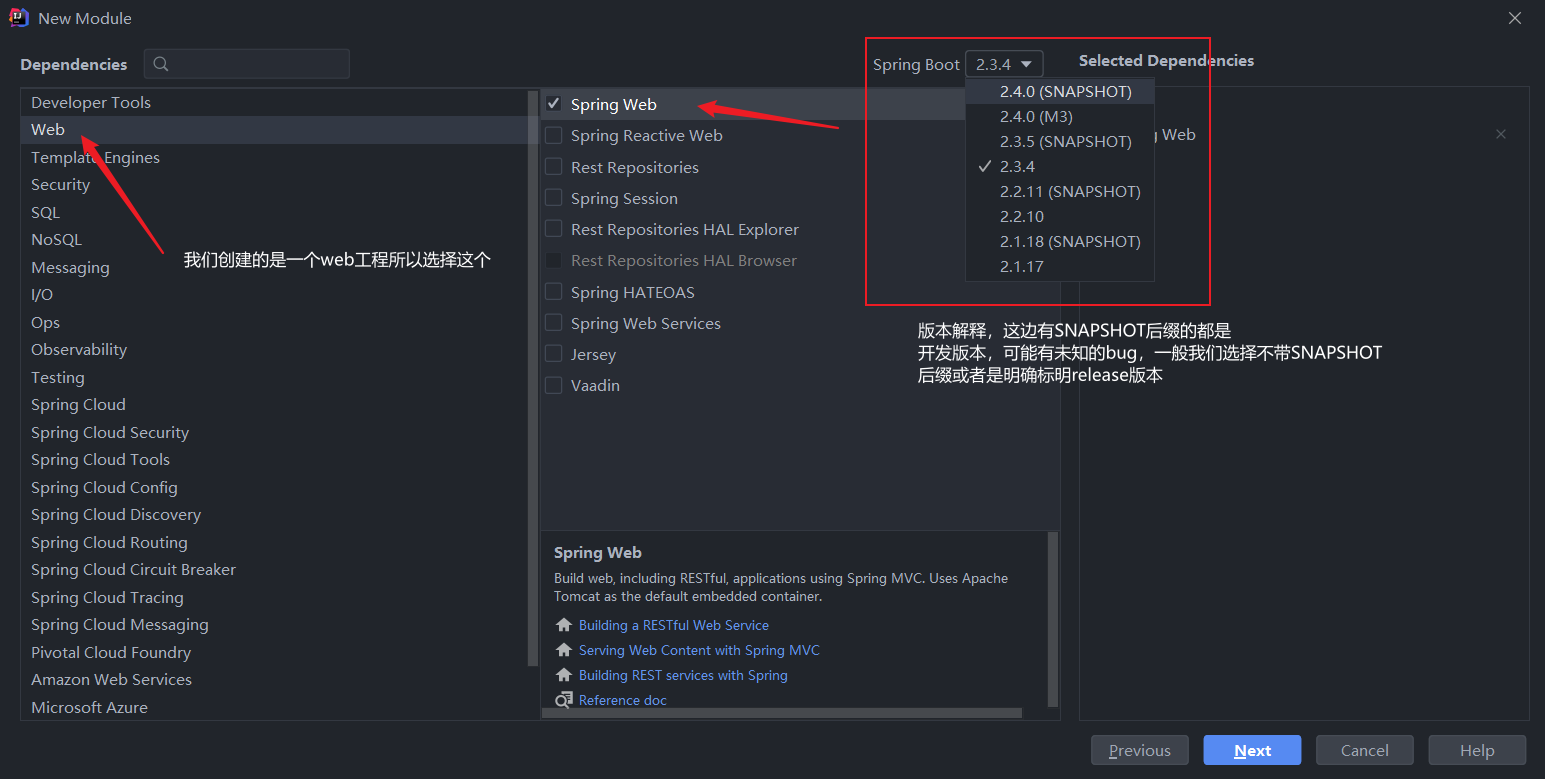 New Module
Dependencies
Spring Boot 2.3.4
Selected Dependencies
Developer Tools
Web
Template Engines
Security
SQL
NoSQL
Messaging
I/O
Ops
Observability
Testing
Spring Cloud
Spring Cloud Security
Spring Cloud Tools
Spring Cloud Config
Spring Cloud Discovery
Spring Cloud Routing
Spring Cloud Circuit Breaker
Spring Cloud Tracing
Spring Cloud Messaging
Pivotal Cloud Foundry
Amazon Web Services
Microsoft Azure
我们创建的是一个web工程所以选择这个
Spring Web
Spring Reactive Web
Rest Repositories
Spring Session
Rest Repositories HAL Explorer
Rest Repositories HAL Browser
Spring HATEOAS
Spring Web Services
Jersey
Vaadin
2.4.0 (SNAPSHOT)
2.4.0 (M3)
2.3.5 (SNAPSHOT)
2.3.4
2.2.11 (SNAPSHOT)
2.2.10
2.1.18 (SNAPSHOT)
2.1.17
Web
版本解释，这边有SNAPSHOT后缀的都是
开发版本，可能有未知的bug，一般我们选择不带SNAPSHOT
后缀或者是明确标明release版本
Spring Web
Build web, including RESTful, applications using Spring MVC. Uses Apache
Tomcat as the default embedded container.
Building a RESTful Web Service
Serving Web Content with Spring MVC
Building REST services with Spring
Reference doc
Previous
Next
Cancel
Help